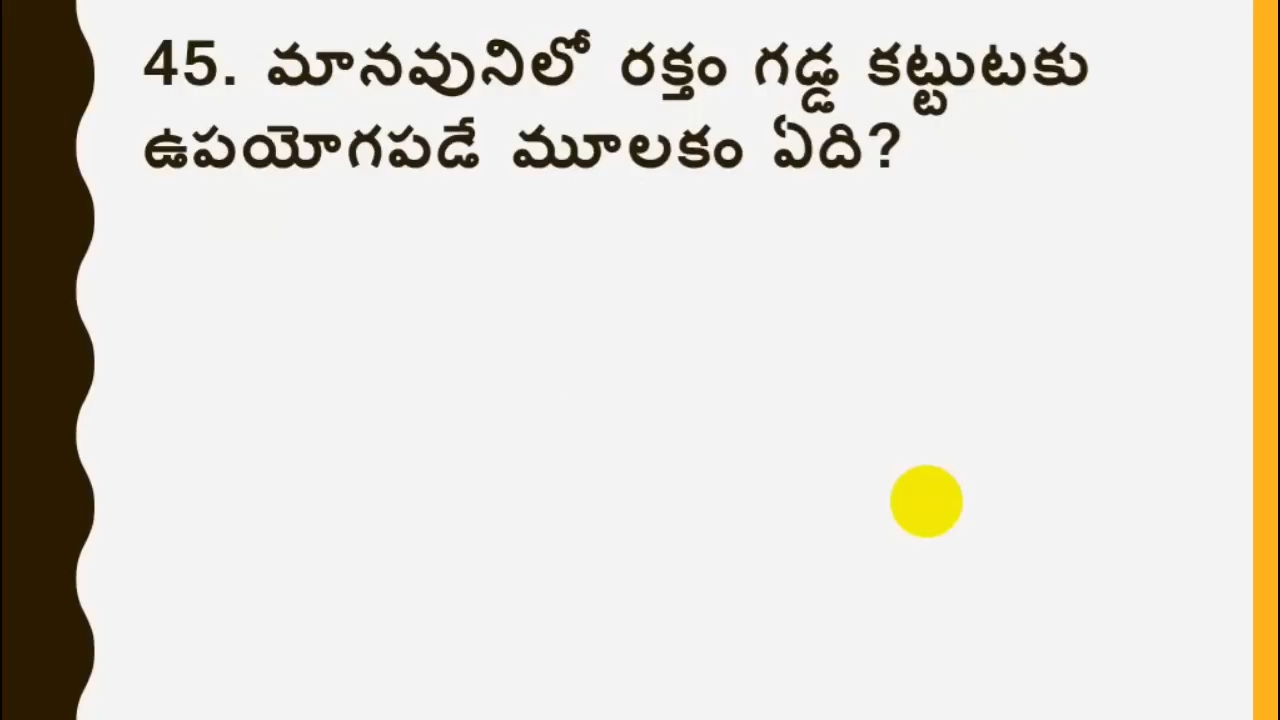 45. మానవునిలో రక్తం గడ్డ కట్టుటకు
ఉపయోగపడే మూలకం ఏది?